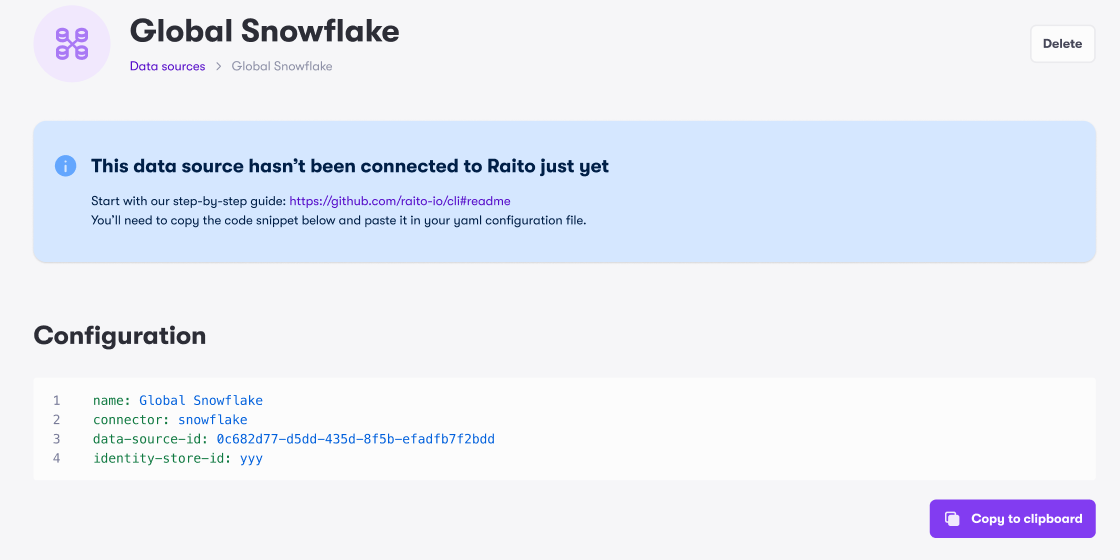 Global Snowflake
Delete
Data sources > Global Snowflake
This data source hasn't been connected to Raito just yet
Start with our step-by-step guide: https://github.com/raito-io/cli#readme
You'll need to copy the code snippet below and paste it in your yaml configuration file.
Configuration
1 name: Global Snowflake
2 connector: snowflake
3 data-source-id: 0c682d77-d5dd-435d-8f5b-efadfb7f2bdd
4 identity-store-id: yyy
Copy to clipboard